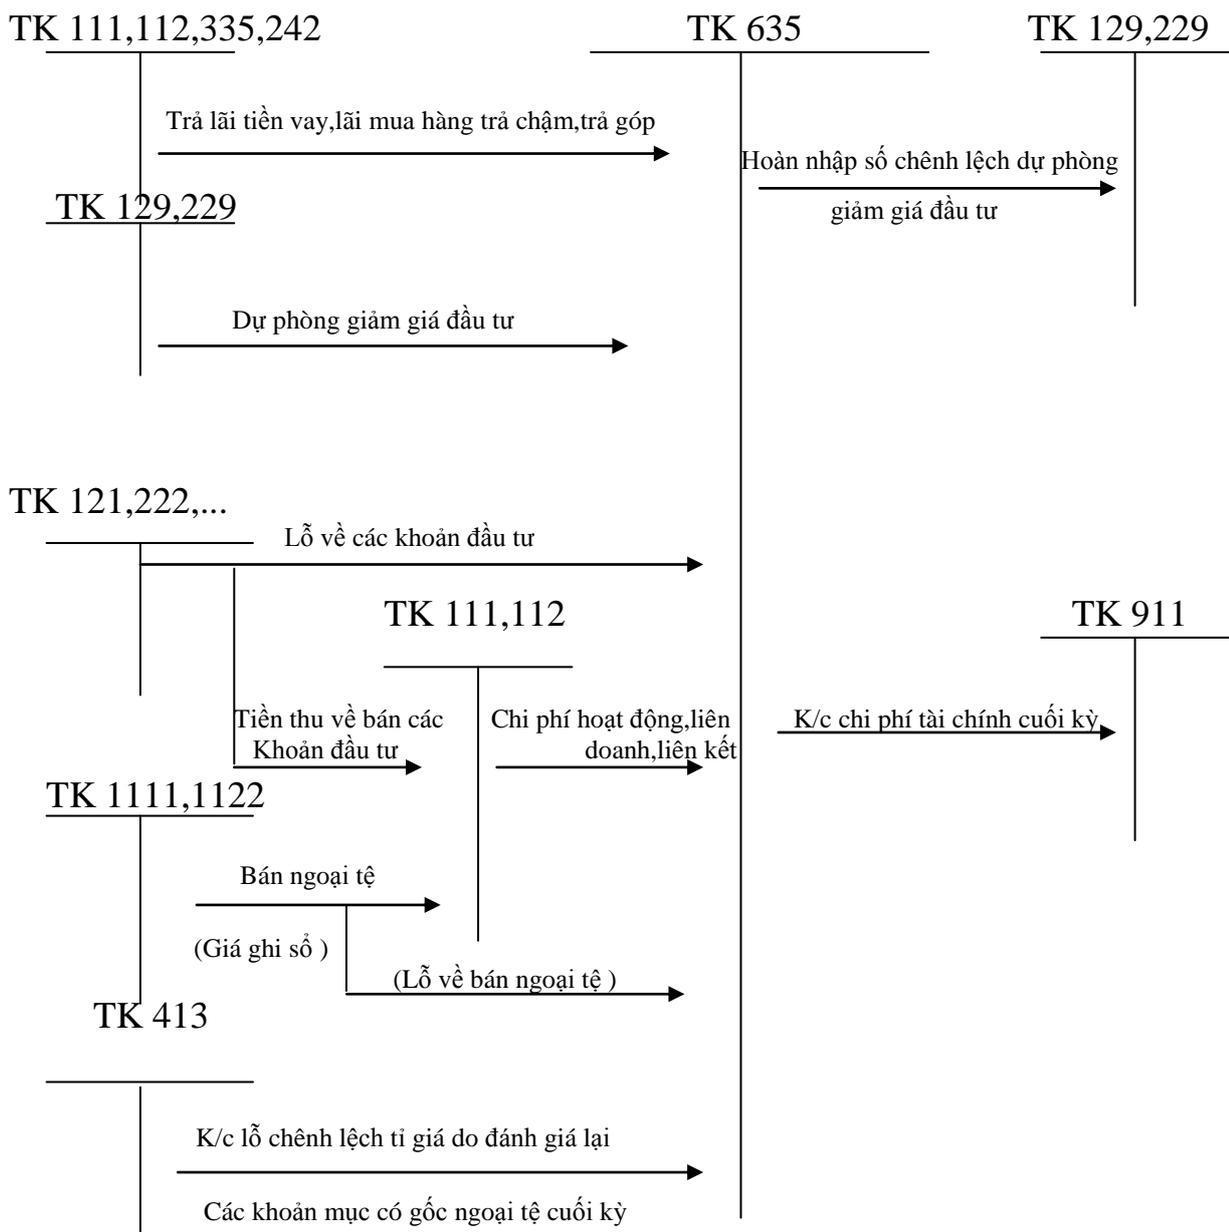 TK 111,112,335,242
TK 635
TK 129,229
Trả lãi tiền vay,lãi mua hàng trả chậm,trả góp
Hoàn nhập số chênh lệch dự phòng
giảm giá đầu tư
TK 129,229
Dự phòng giảm giá đầu tư
TK 121,222,...
Lỗ về các khoản đầu tư
TK 111,112
TK 911
Tiền thu về bán các
Khoản đầu tư
Chi phí hoạt động,liên
doanh,liên kết
K/c chi phí tài chính cuối kỳ
TK 1111,1122
Bán ngoại tệ
(Giá ghi sổ )
(Lỗ về bán ngoại tệ )
TK 413
K/c lỗ chênh lệch tỉ giá do đánh giá lại
Các khoản mục có gốc ngoại tệ cuối kỳ